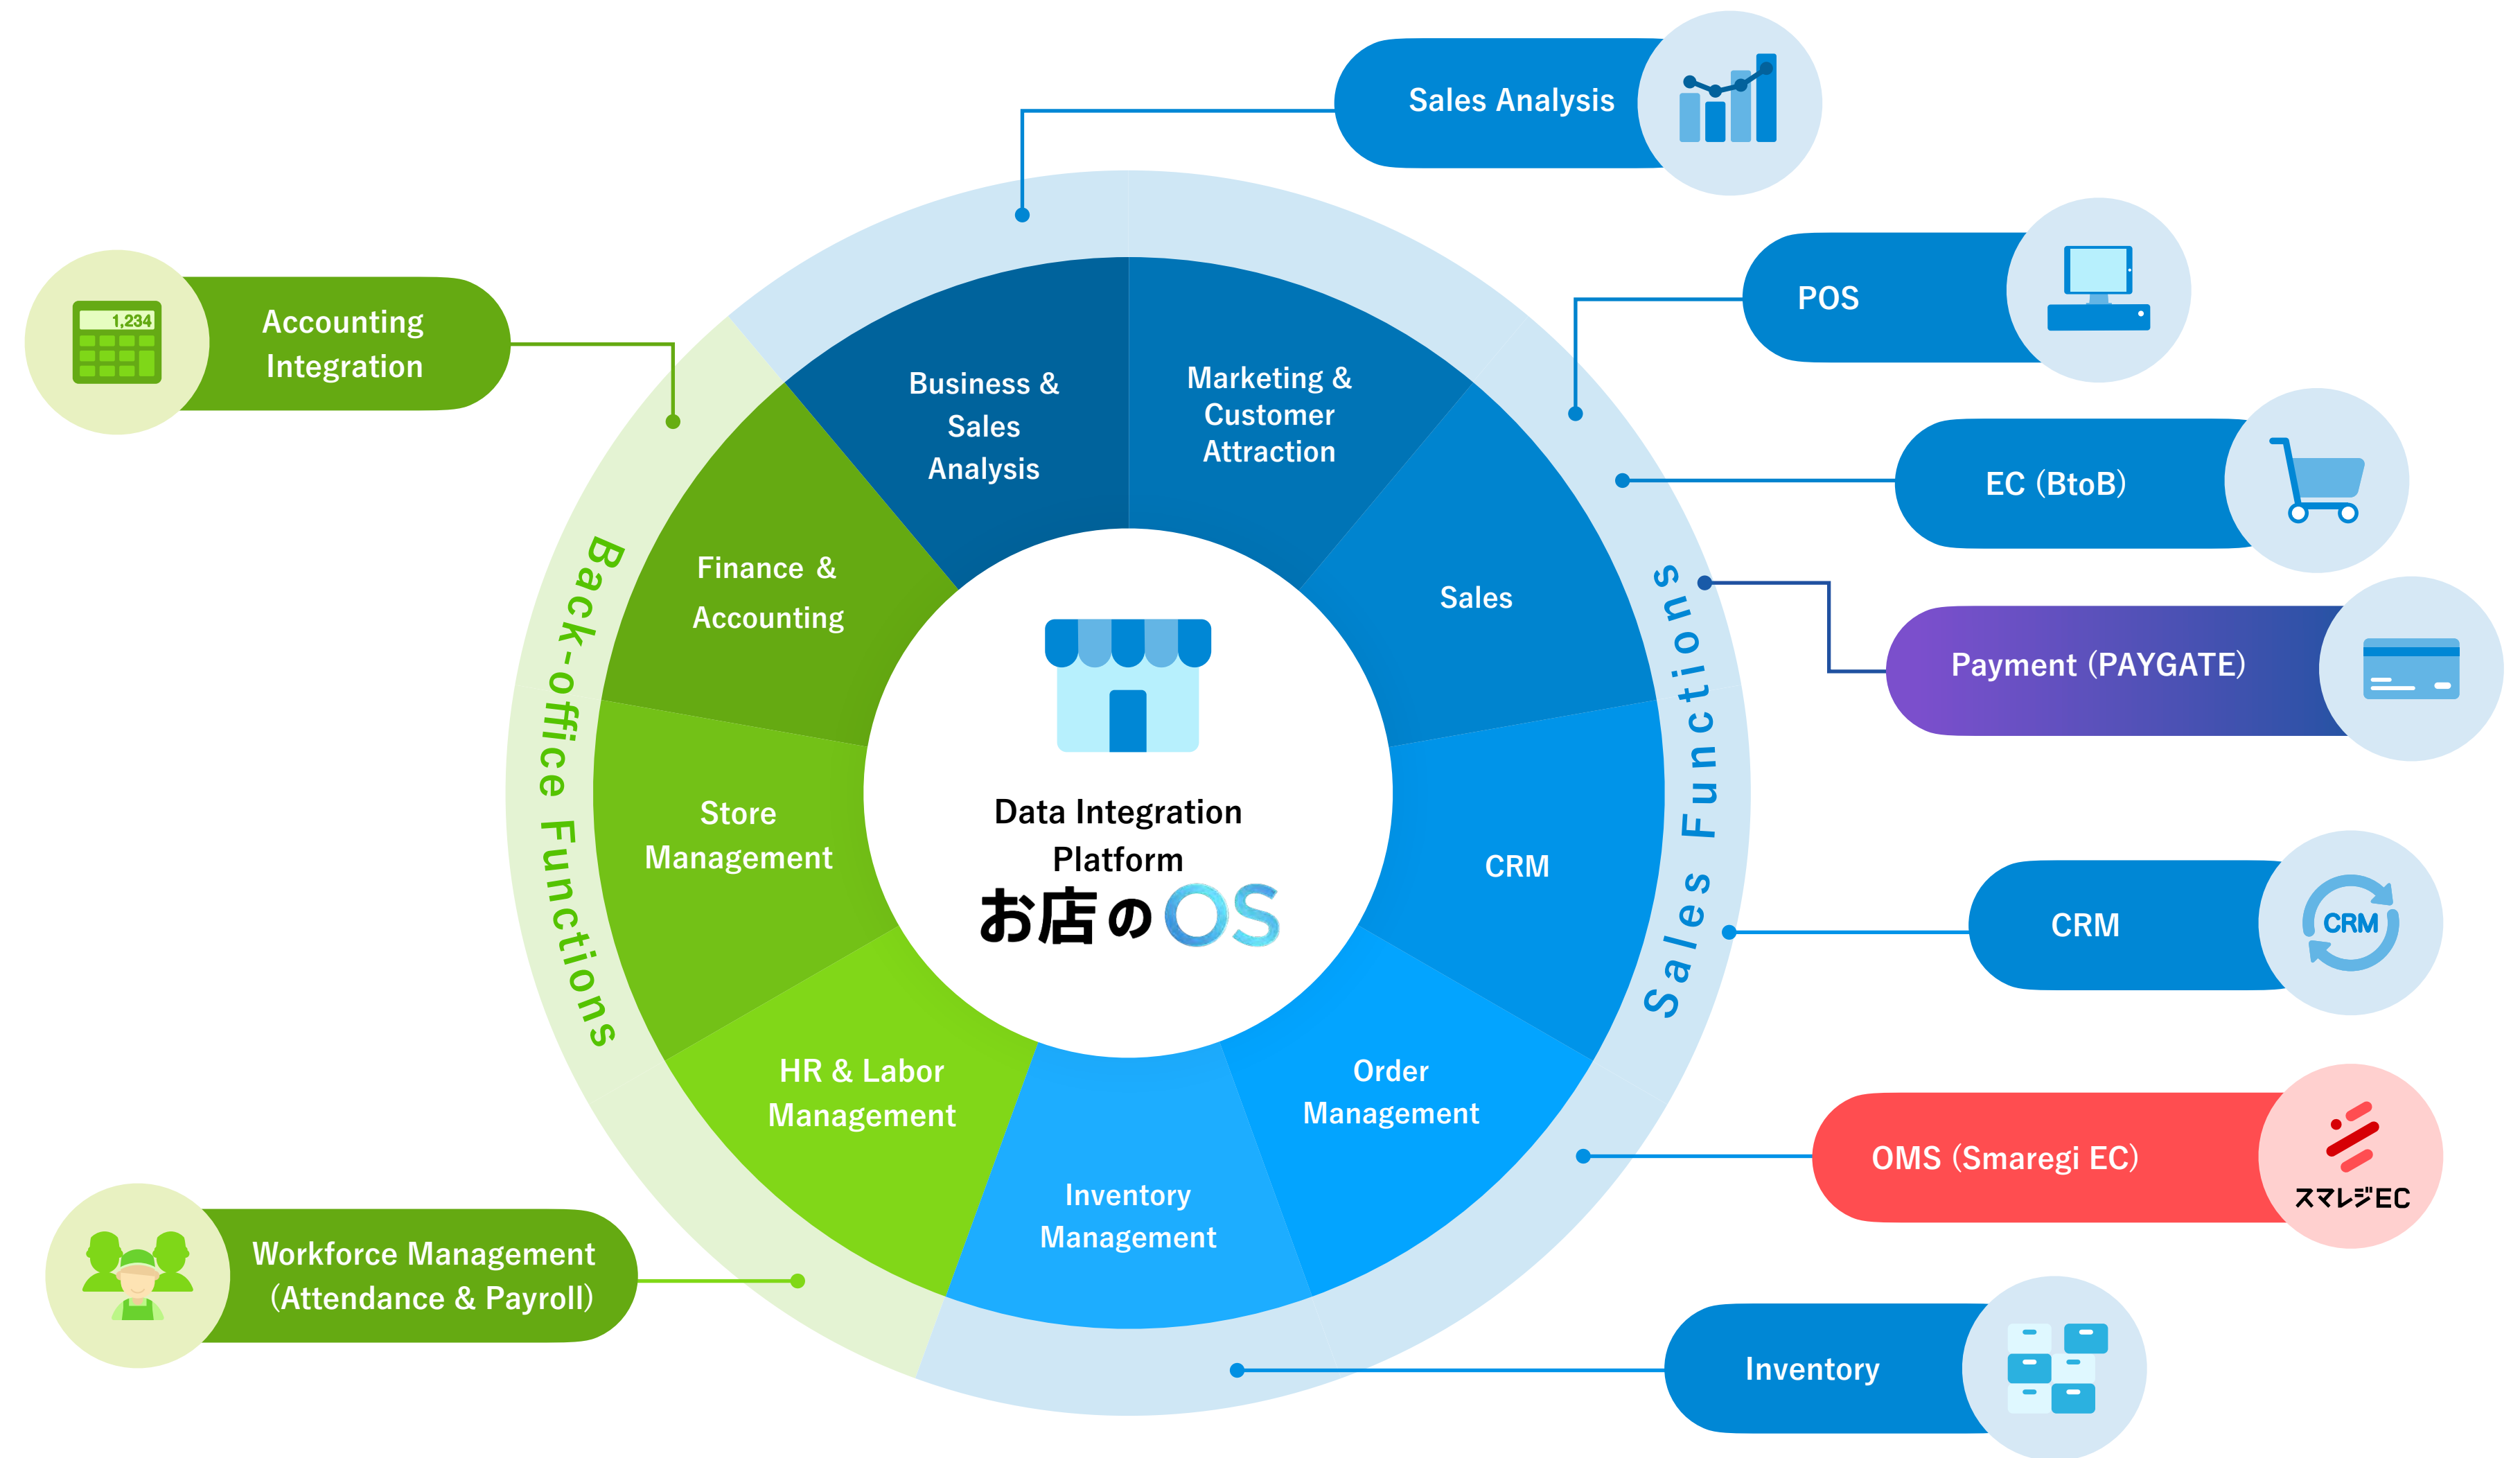 Sales Analysis
POS
EC (BtoB)
Payment (PAYGATE)
CRM
CRM
OMS (Smaregi EC)
スマレジEC
Inventory
1,234
Accounting
Integration
Workforce Management
(Attendance & Payroll)
Back-office Functions
Sales Functions
Business &
Sales
Analysis
Marketing &
Customer
Attraction
Sales
CRM
Order
Management
Inventory
Management
HR & Labor
Management
Store
Management
Finance &
Accounting
Data Integration
Platform
お店のOS